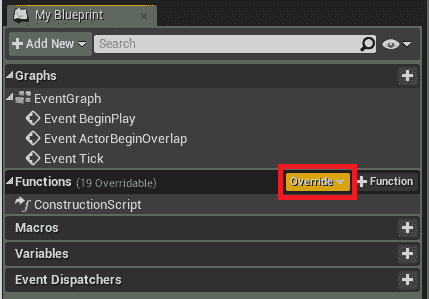 My Blueprint
Add New Search
Graphs
EventGraph
Event BeginPlay
Event ActorBeginOverlap
Event Tick
Functions (19 Overridable) Override + Function
ConstructionScript
Macros
Variables
Event Dispatchers